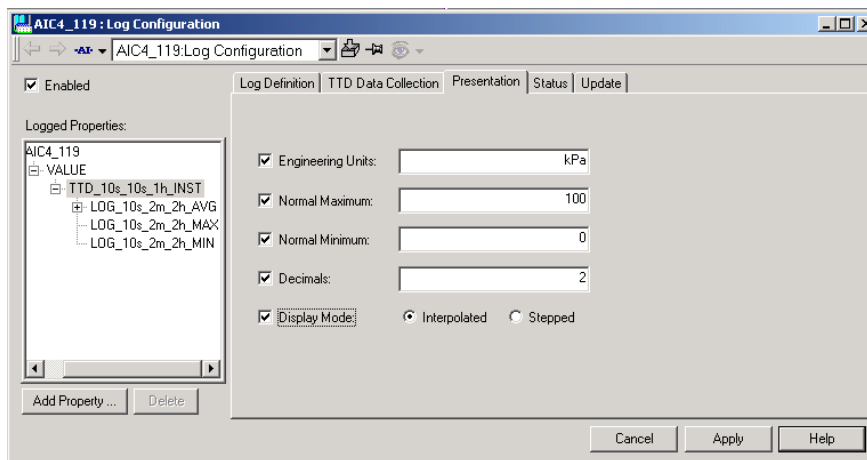 AIC4_119 : Log Configuration
-AI- AIC4_119:Log Configuration
Enabled
Log Definition TTD Data Collection Presentation Status Update
Logged Properties:
AIC4_119
VALUE
TTD_10s_10s_1h_INST
LOG_10s_2m_2h_AVG
LOG_10s_2m_2h_MAX
LOG_10s_2m_2h_MIN
Engineering Units: kPa
Normal Maximum: 100
Normal Minimum: 0
Decimals: 2
Display Mode: Interpolated Stepped
Add Property ... Delete
Cancel Apply Help